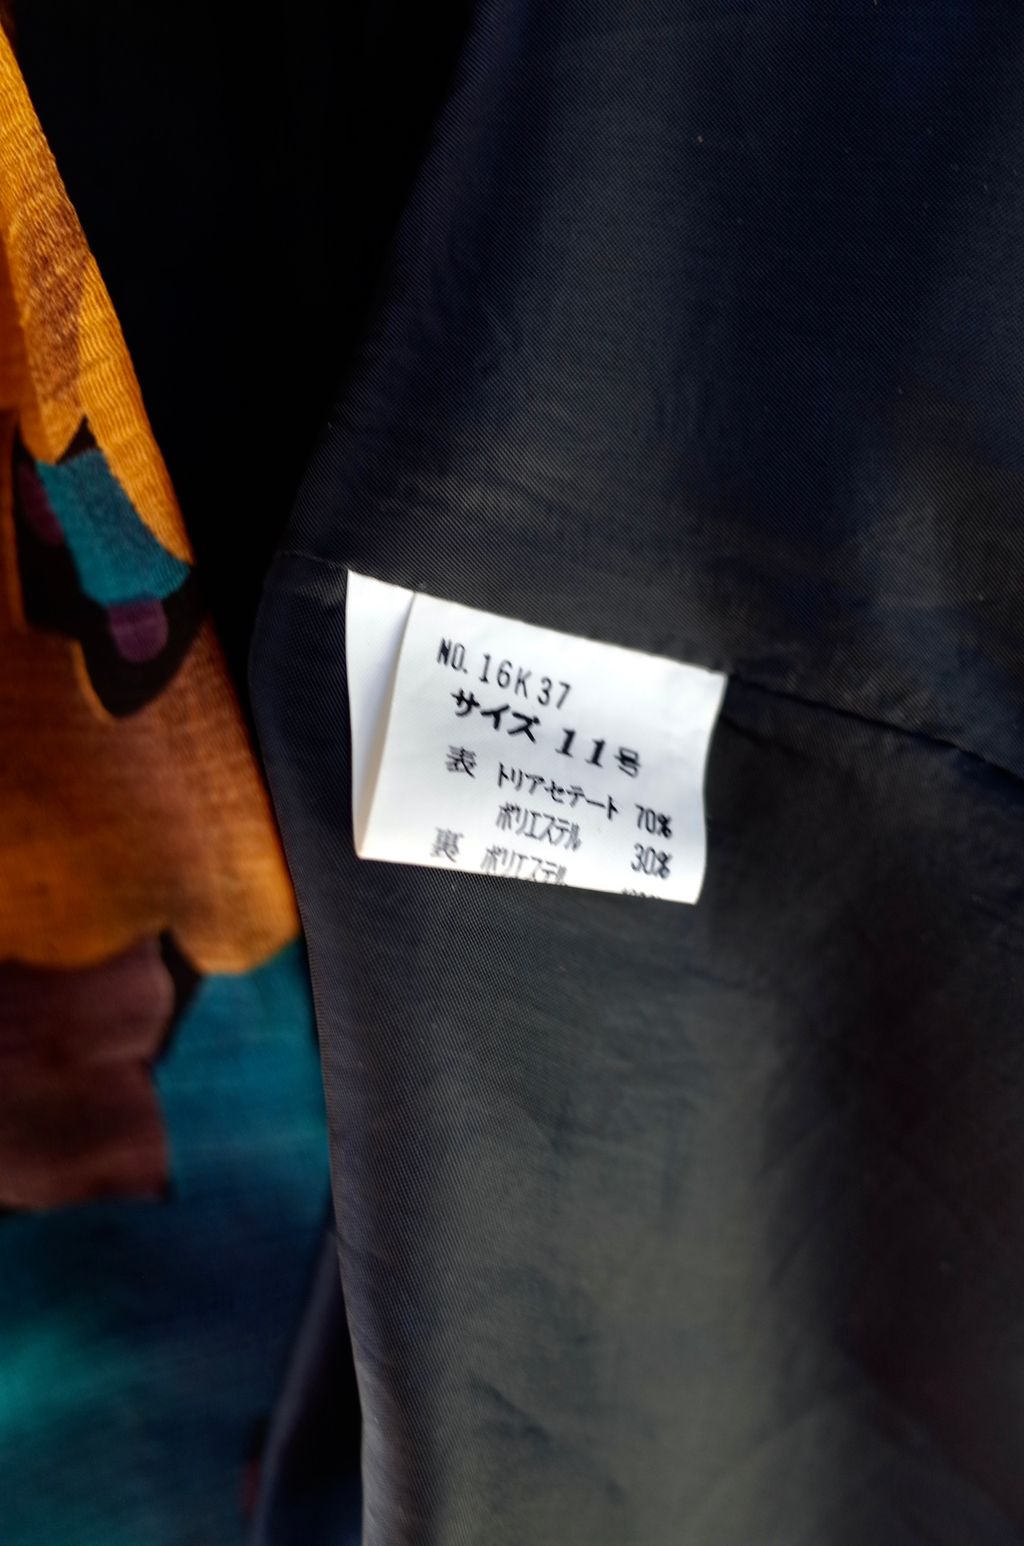 NO.16K37
サイズ 11号
表 トリアセテート 70%
ポリエステル 30%
裏 ポリエステル